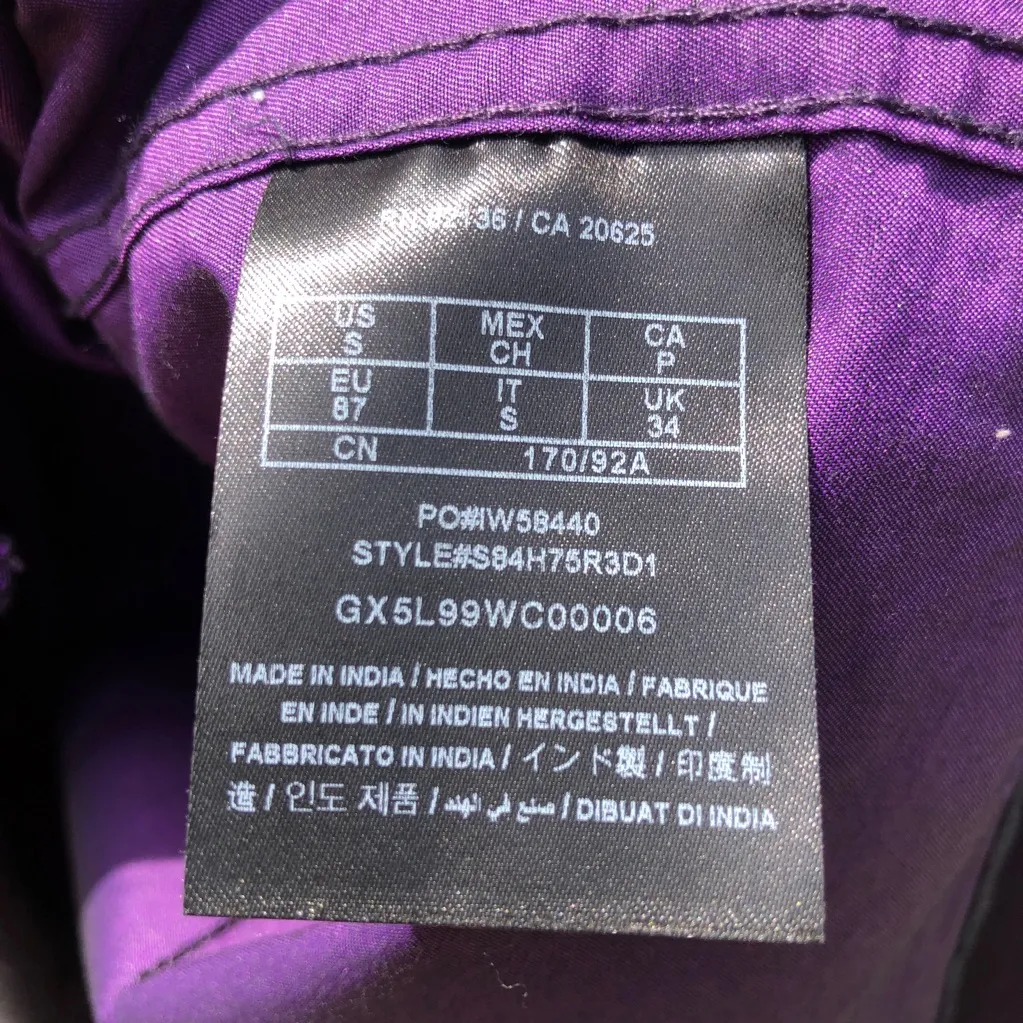 36 / CA 20625
US MEX CA
S CH P
EU IT UK
87 S 34
CN 170/92A
PO#IW58440
STYLE#S84H75R3D1
GX5L99WC00006
MADE IN INDIA / HECHO EN INDIA / FABRIQUE
EN INDE / IN INDIEN HERGESTELLT /
FABBRICATO IN INDIA / インド製 / 印度制
造 / 인도 제품 / صنع في الهند / DIBUAT DI INDIA